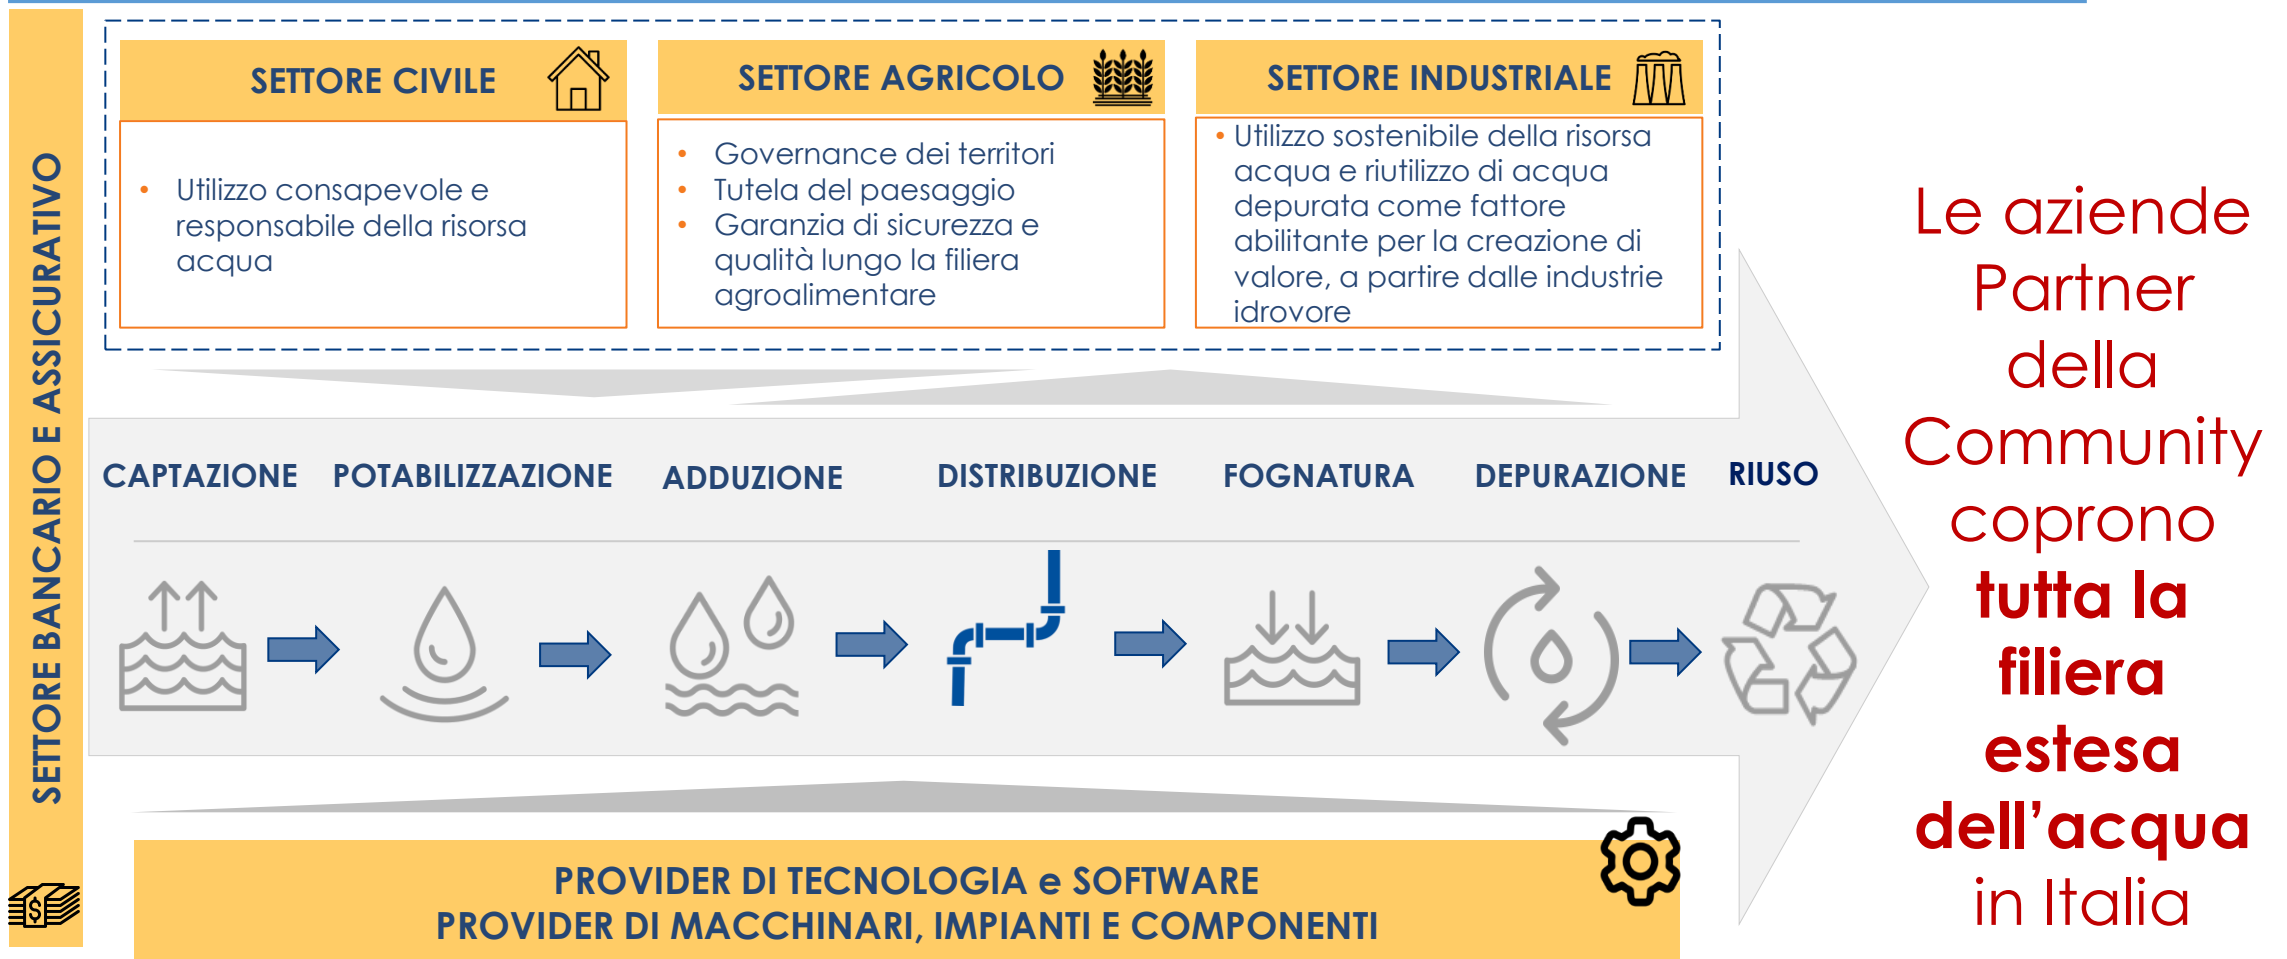 SETTORE BANCARIO E ASSICURATIVO
SETTORE CIVILE
• Utilizzo consapevole e
responsabile della risorsa
acqua
SETTORE AGRICOLO
• Governance dei territori
• Tutela del paesaggio
• Garanzia di sicurezza e
qualità lungo la filiera
agroalimentare
SETTORE INDUSTRIALE
• Utilizzo sostenibile della risorsa
acqua e riutilizzo di acqua
depurata come fattore
abilitante per la creazione di
valore, a partire dalle industrie
idrovore
CAPTAZIONE
POTABILIZZAZIONE
ADDUZIONE
DISTRIBUZIONE
FOGNATURA
DEPURAZIONE
RIUSO
PROVIDER DI TECNOLOGIA e SOFTWARE
PROVIDER DI MACCHINARI, IMPIANTI E COMPONENTI
Le aziende
Partner
della
Community
coprono
tutta la
filiera
estesa
dell’acqua
in Italia